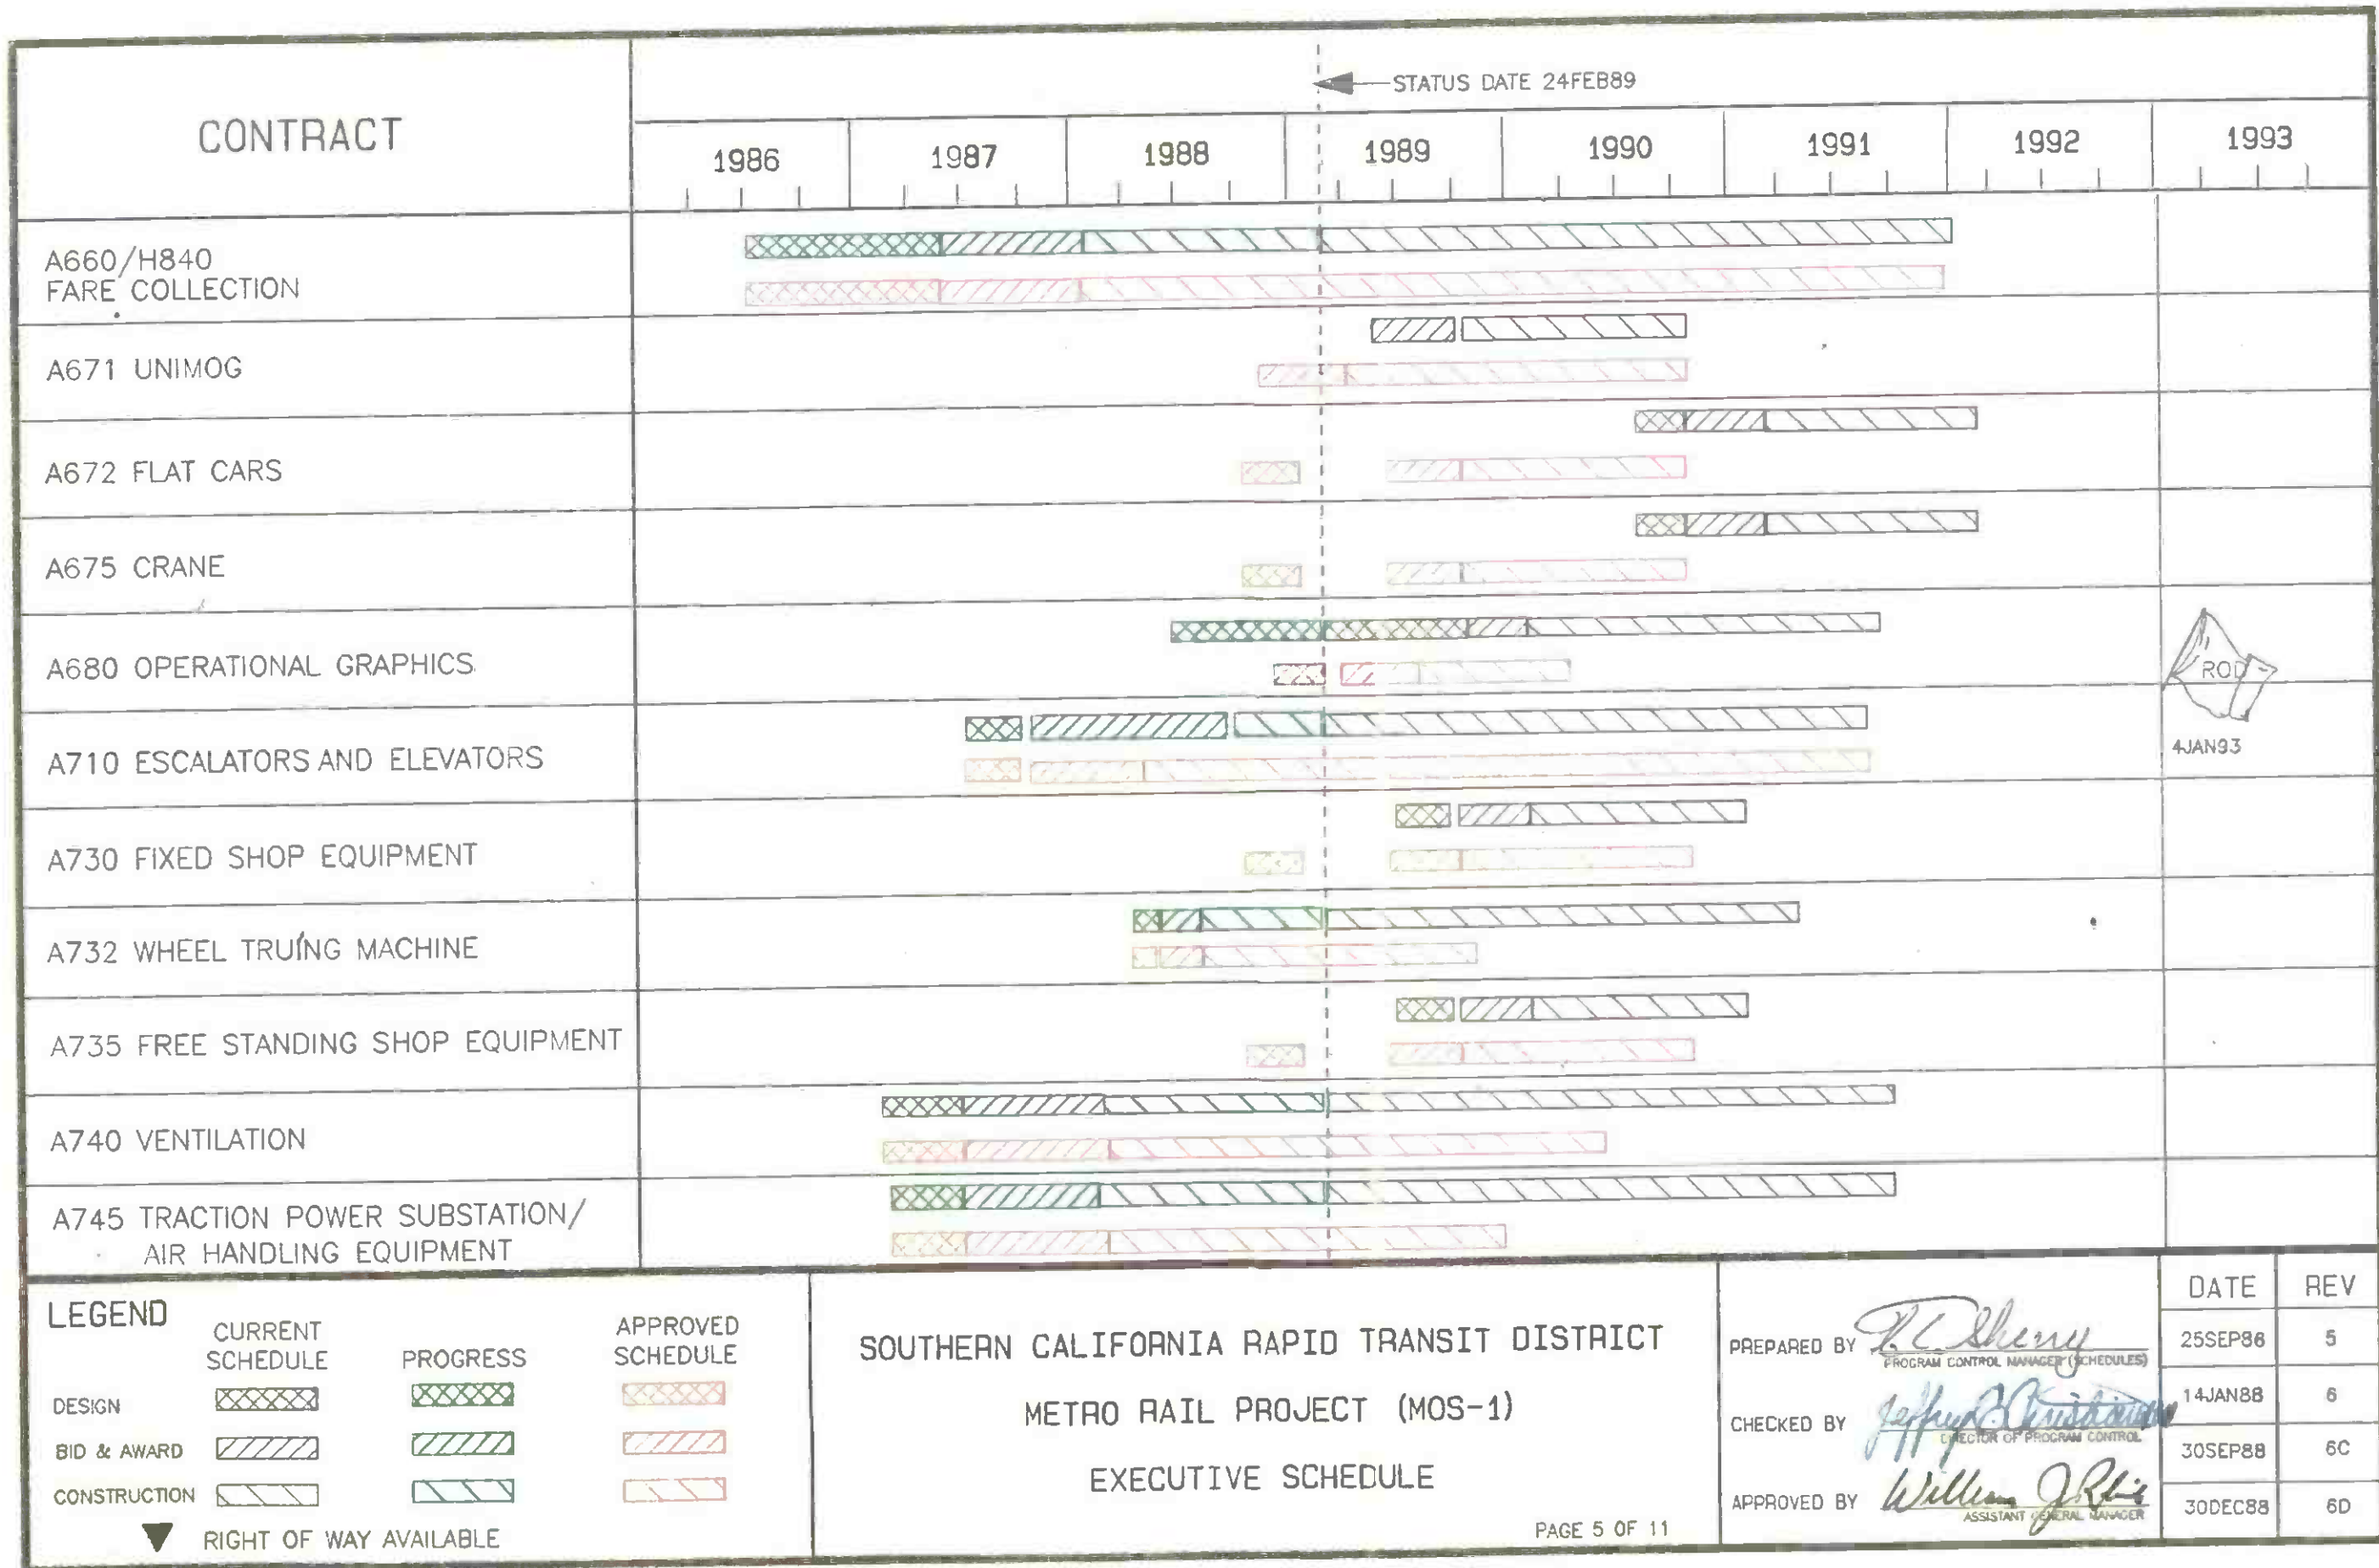 CONTRACT
STATUS DATE 24FEB89
1986 1987 1988 1989 1990 1991 1992 1993
A660/H840
FARE COLLECTION
A671 UNIMOG
A672 FLAT CARS
A675 CRANE
A680 OPERATIONAL GRAPHICS
ROD
4JAN93
A710 ESCALATORS AND ELEVATORS
A730 FIXED SHOP EQUIPMENT
A732 WHEEL TRUING MACHINE
A735 FREE STANDING SHOP EQUIPMENT
A740 VENTILATION
A745 TRACTION POWER SUBSTATION/
AIR HANDLING EQUIPMENT
LEGEND
CURRENT
SCHEDULE
PROGRESS
APPROVED
SCHEDULE
DESIGN
BID & AWARD
CONSTRUCTION
RIGHT OF WAY AVAILABLE
SOUTHERN CALIFORNIA RAPID TRANSIT DISTRICT
METRO RAIL PROJECT (MOS-1)
EXECUTIVE SCHEDULE
PAGE 5 OF 11
PREPARED BY
PROGRAM CONTROL MANAGER (SCHEDULES)
CHECKED BY
DIRECTOR OF PROGRAM CONTROL
APPROVED BY William J.
ASSISTANT GENERAL MANAGER
DATE REV
25SEP86 5
14JAN88 6
30SEP88 6C
30DEC88 6D